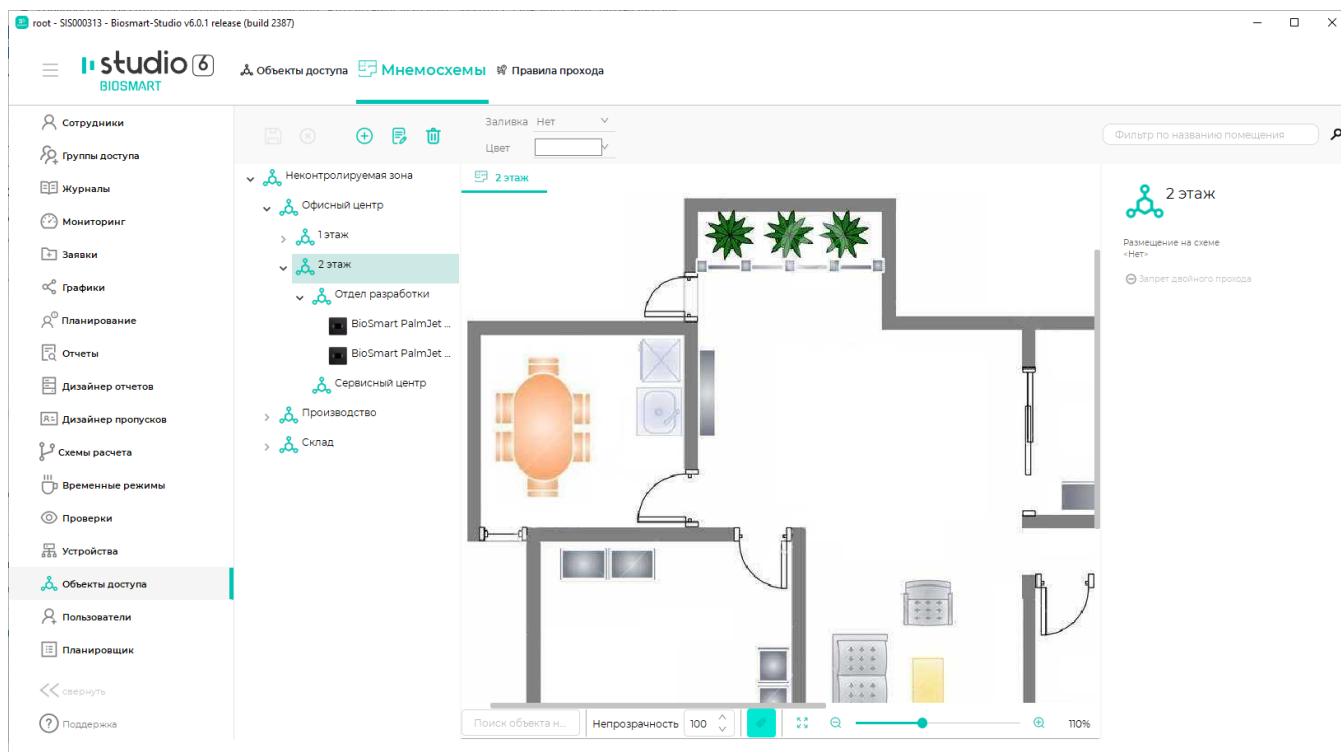 root - SIS000313 - Biosmart-Studio v6.0.1 release (build 2387)
studio 6
BIOSMART
Объекты доступа
Мнемосхемы
Правила прохода
Сотрудники
Группы доступа
Журналы
Мониторинг
Заявки
Графики
Планирование
Отчеты
Дизайнер отчетов
Дизайнер пропусков
Схемы расчета
Временные режимы
Проверки
Устройства
Объекты доступа
Пользователи
Планировщик
свернуть
Поддержка
Заливка Нет
Цвет
Фильтр по названию помещения
Неконтролируемая зона
Офисный центр
1 этаж
2 этаж
Отдел разработки
BioSmart PalmJet ...
BioSmart PalmJet ...
Сервисный центр
Производство
Склад
2 этаж
2 этаж
Размещение на схеме
<Нет>
Запрет двойного прохода
Поиск объекта н...
Непрозрачность 100
110%